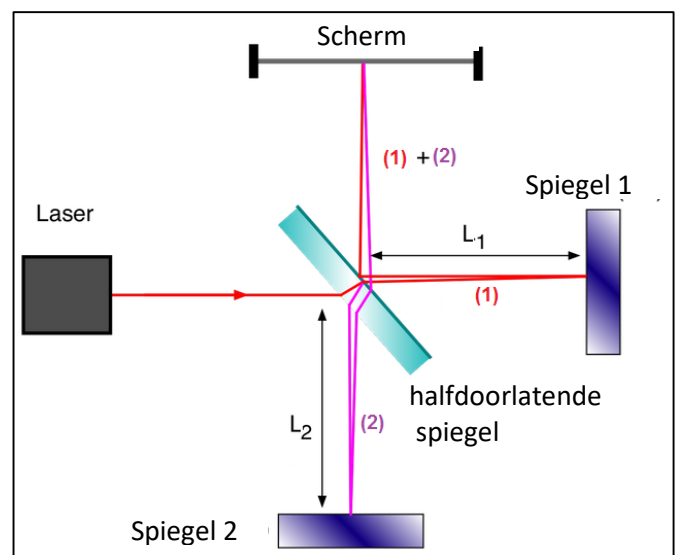 Scherm
(1) + (2)
Spiegel 1
Laser
L1
(1)
halfdoorlatende
spiegel
L2
(2)
Spiegel 2